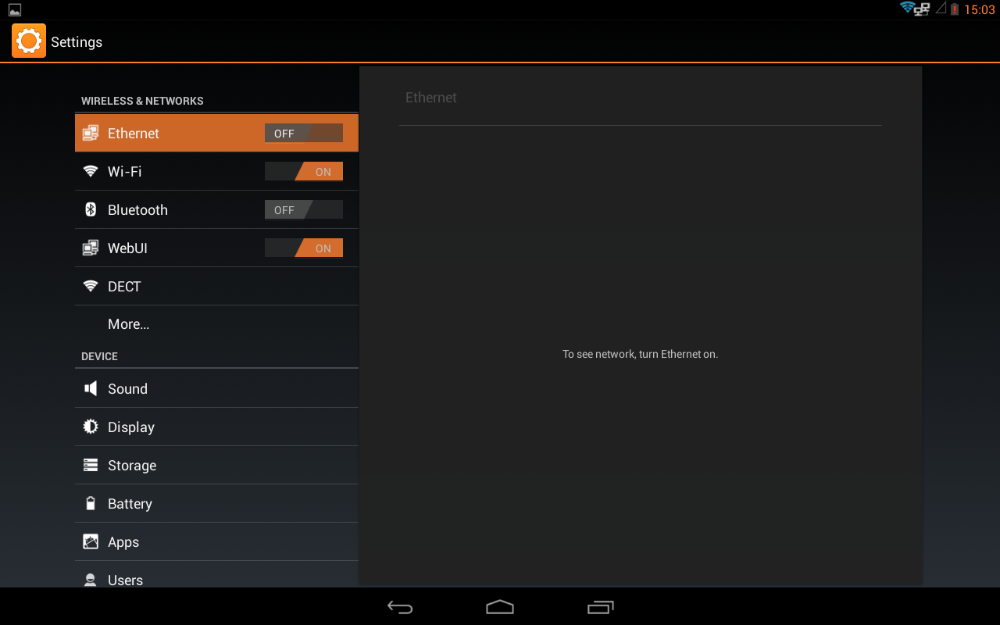 15:03
Settings
WIRELESS & NETWORKS
Ethernet OFF
Wi-Fi ON
Bluetooth OFF
WebUI ON
DECT
More...
DEVICE
Sound
Display
Storage
Battery
Apps
Users
Ethernet
To see network, turn Ethernet on.